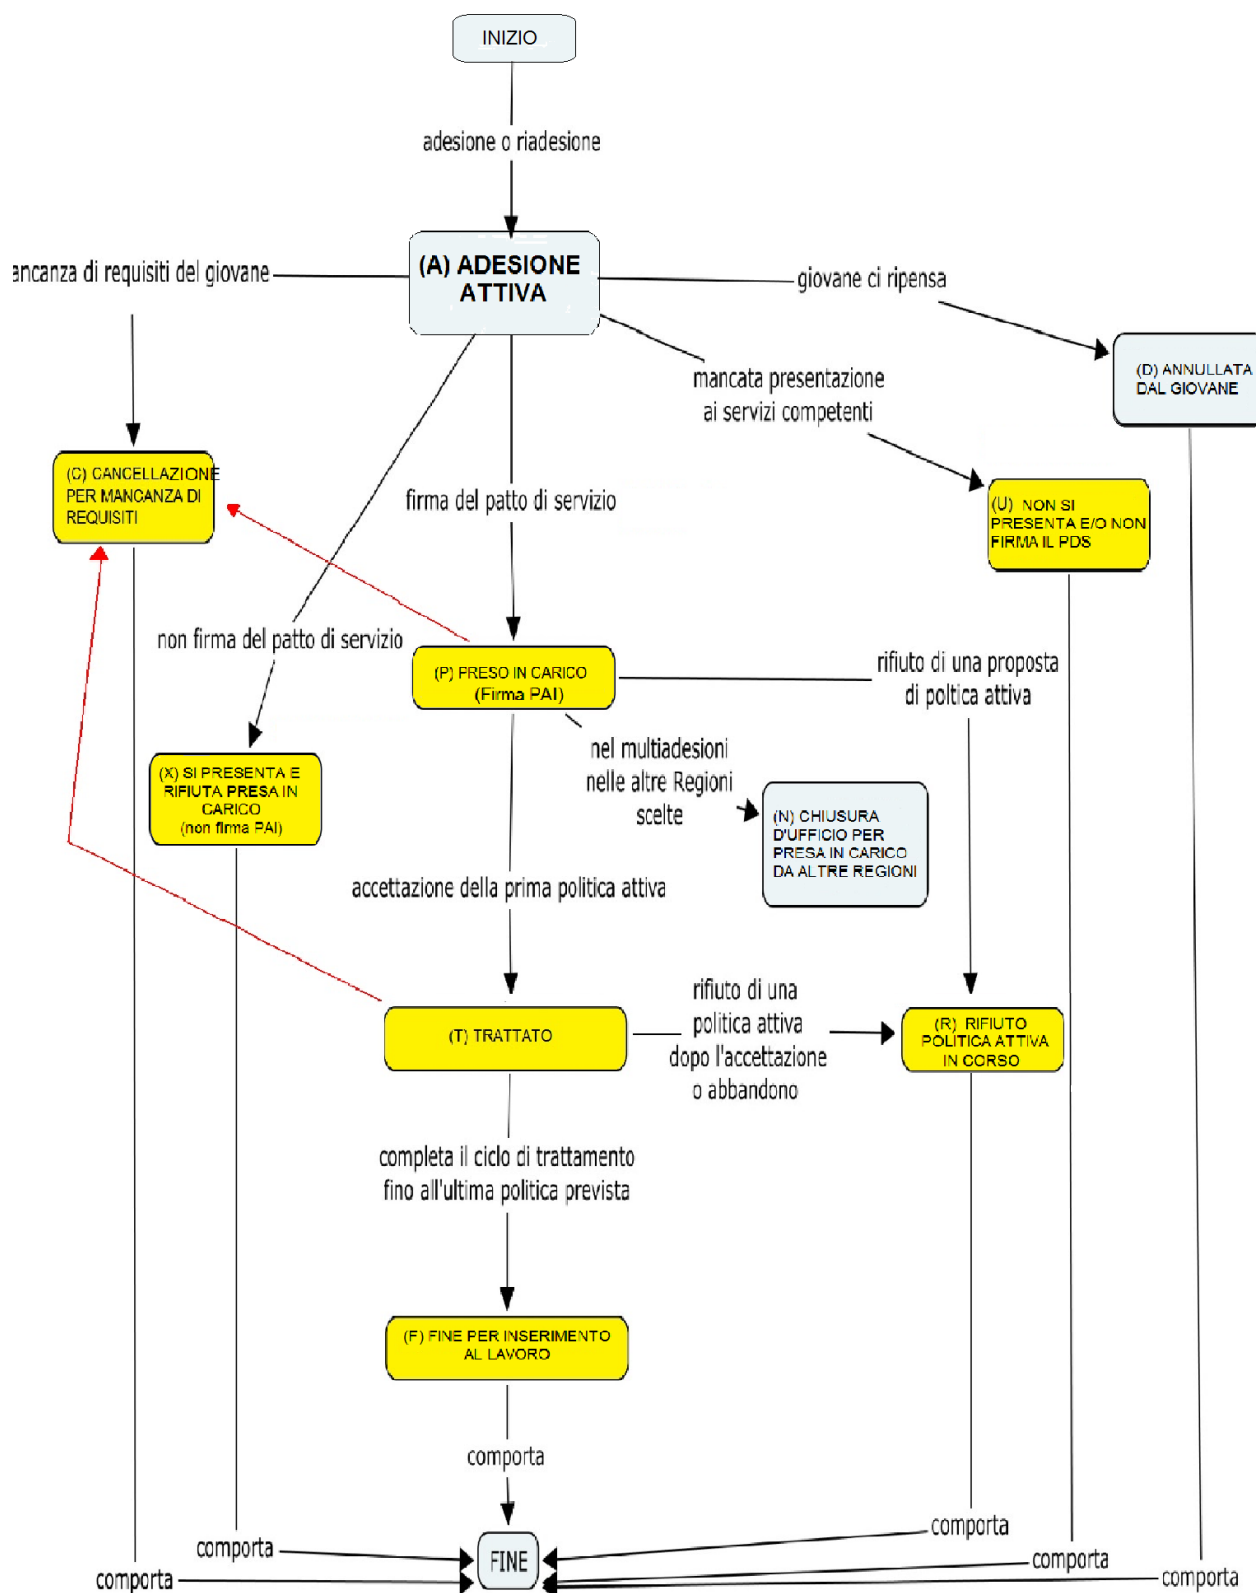 INIZIO
adesione o riadesione
(A) ADESIONE
ATTIVA
ancanza di requisiti del giovane
giovane ci ripensa
(D) ANNULLATA
DAL GIOVANE
mancata presentazione
ai servizi competenti
(C) CANCELLAZIONE
PER MANCANZA DI
REQUISITI
firma del patto di servizio
(U) NON SI
PRESENTA E/O NON
FIRMA IL PDS
non firma del patto di servizio
(P) PRESO IN CARICO
(Firma PAI)
rifiuto di una proposta
di poltica attiva
nel multiadesioni
nelle altre Regioni
scelte
(X) SI PRESENTA E
RIFIUTA PRESA IN
CARICO
(non firma PAI)
(N) CHIUSURA
D'UFFICIO PER
PRESA IN CARICO
DA ALTRE REGIONI
accettazione della prima politica attiva
(T) TRATTATO
rifiuto di una
politica attiva
dopo l'accettazione
o abbandono
(R) RIFIUTO
POLITICA ATTIVA
IN CORSO
completa il ciclo di trattamento
fino all'ultima politica prevista
(F) FINE PER INSERIMENTO
AL LAVORO
comporta
FINE
comporta
comporta
comporta
comporta
comporta